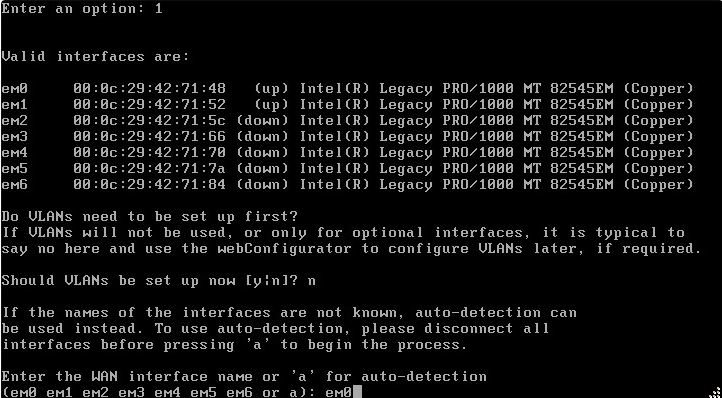 Enter an option: 1
Valid interfaces are:
em0 00:0c:29:42:71:48 (up) Intel(R) Legacy PRO/1000 MT 82545EM (Copper)
em1 00:0c:29:42:71:52 (up) Intel(R) Legacy PRO/1000 MT 82545EM (Copper)
em2 00:0c:29:42:71:5c (down) Intel(R) Legacy PRO/1000 MT 82545EM (Copper)
em3 00:0c:29:42:71:66 (down) Intel(R) Legacy PRO/1000 MT 82545EM (Copper)
em4 00:0c:29:42:71:70 (down) Intel(R) Legacy PRO/1000 MT 82545EM (Copper)
em5 00:0c:29:42:71:7a (down) Intel(R) Legacy PRO/1000 MT 82545EM (Copper)
em6 00:0c:29:42:71:84 (down) Intel(R) Legacy PRO/1000 MT 82545EM (Copper)
Do VLANs need to be set up first?
If VLANs will not be used, or only for optional interfaces, it is typical to
say no here and use the webConfigurator to configure VLANs later, if required.
Should VLANs be set up now [y|n]? n
If the names of the interfaces are not known, auto-detection can
be used instead. To use auto-detection, please disconnect all
interfaces before pressing 'a' to begin the process.
Enter the WAN interface name or 'a' for auto-detection
(em0 em1 em2 em3 em4 em5 em6 or a): em0